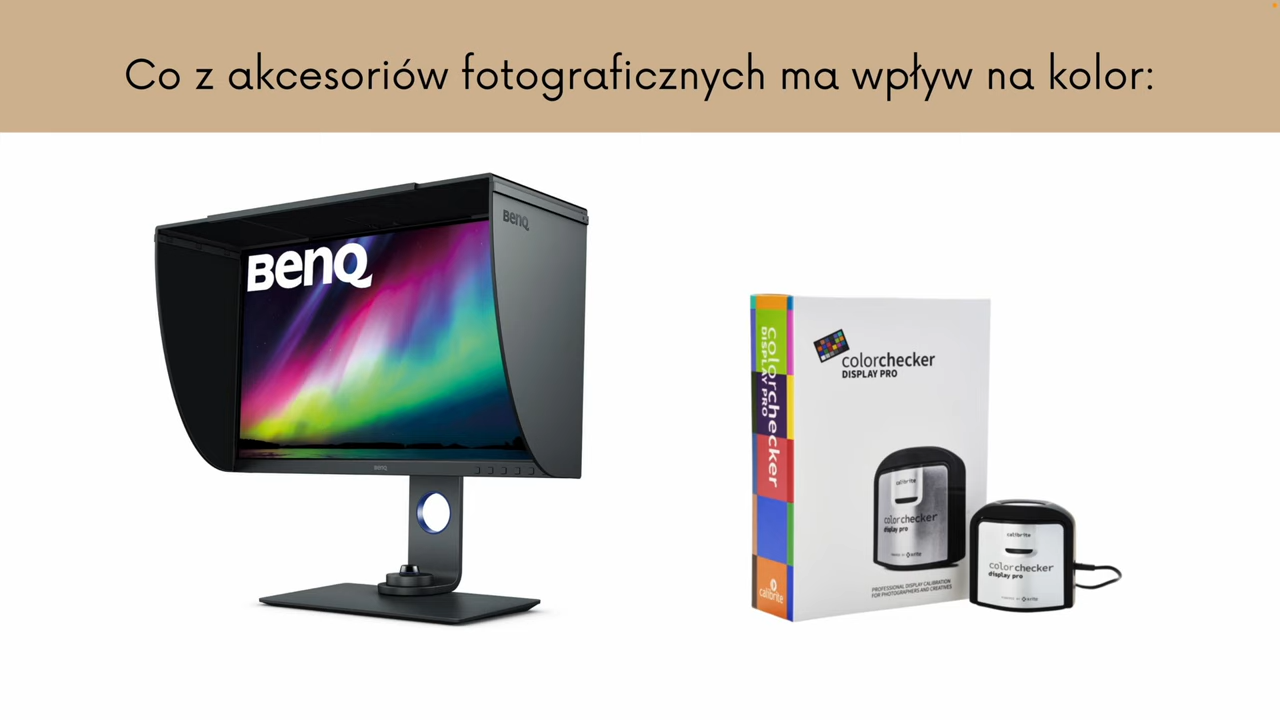 Co z akcesoriów fotograficznych ma wpływ na kolor:
BenQ
BenQ
BenQ
colorchecker
DISPLAY PRO
colorchecker
DISPLAY PRO
calibrite
colorchecker
display pro
PROFESSIONAL DISPLAY CALIBRATION
FOR PHOTOGRAPHERS AND CREATIVES
calibrite
calibrite
colorchecker
display pro